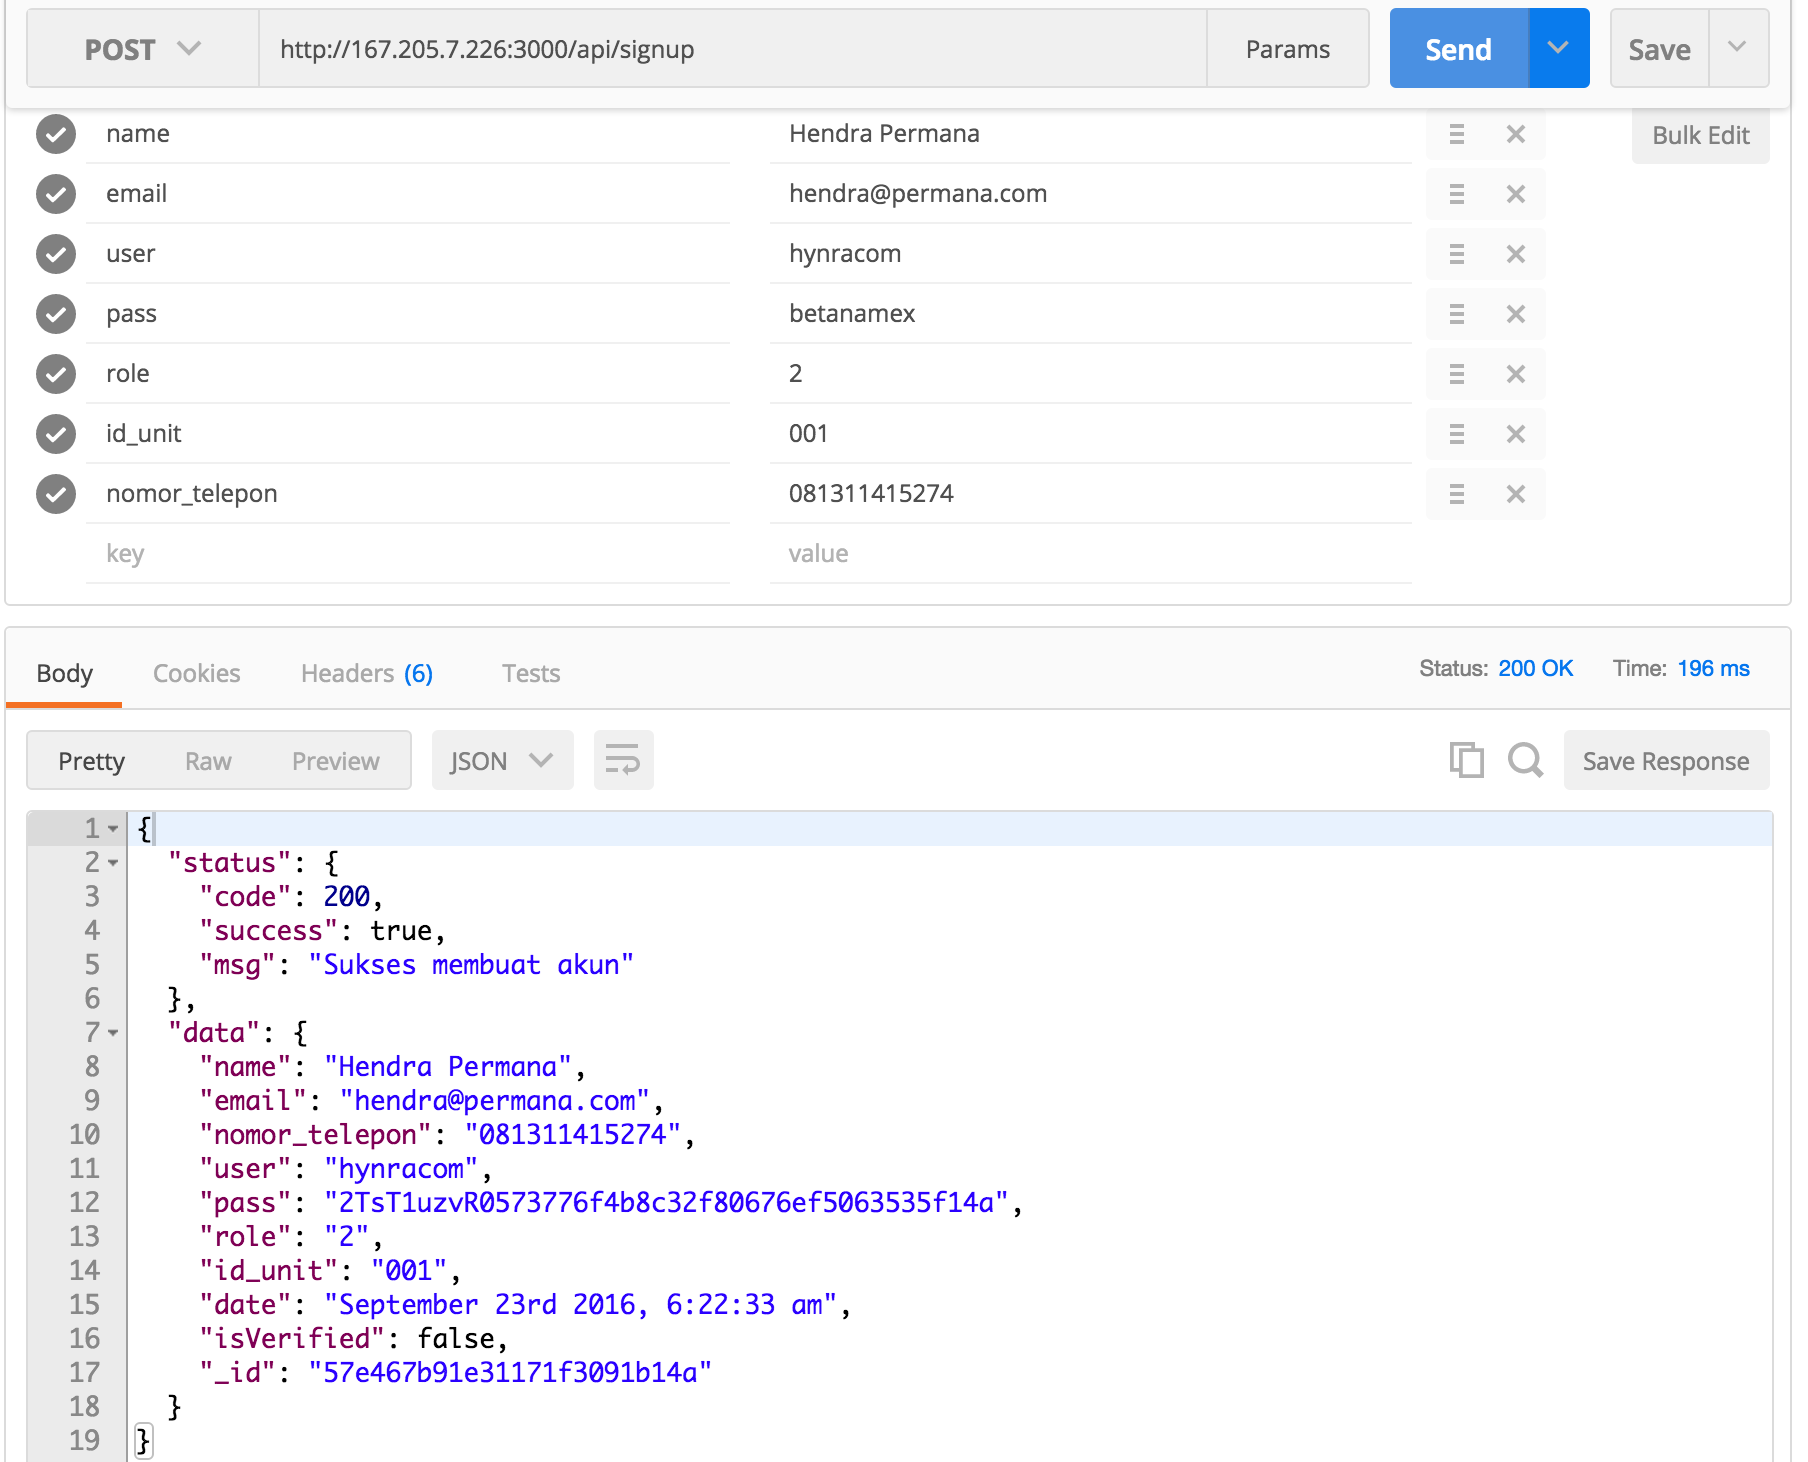 POST http://167.205.7.226:3000/api/signup Params Send Save
name Hendra Permana Bulk Edit
email hendra@permana.com
user hynracom
pass betanamex
role 2
id_unit 001
nomor_telepon 081311415274
key value
Body Cookies Headers (6) Tests Status: 200 OK Time: 196 ms
Pretty Raw Preview JSON Save Response
1 {
2 "status": {
3 "code": 200,
4 "success": true,
5 "msg": "Sukses membuat akun"
6 },
7 "data": {
8 "name": "Hendra Permana",
9 "email": "hendra@permana.com",
10 "nomor_telepon": "081311415274",
11 "user": "hynracom",
12 "pass": "2TsT1uzvR0573776f4b8c32f80676ef5063535f14a",
13 "role": "2",
14 "id_unit": "001",
15 "date": "September 23rd 2016, 6:22:33 am",
16 "isVerified": false,
17 "_id": "57e467b91e31171f3091b14a"
18 }
19 }